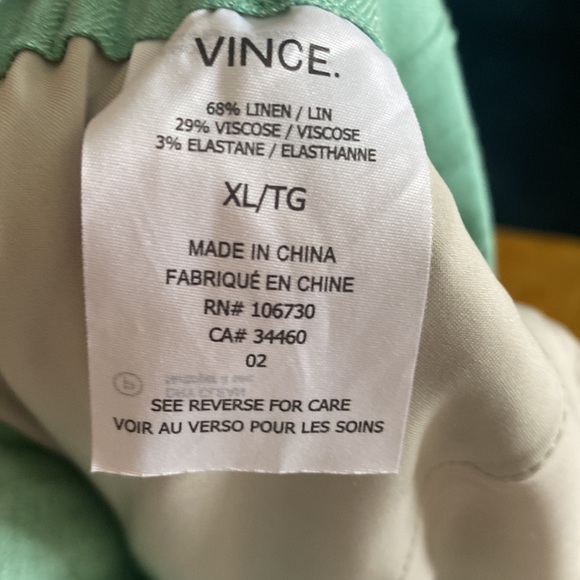 VINCE.
68% LINEN / LIN
29% VISCOSE / VISCOSE
3% ELASTANE / ELASTHANNE
XL/TG
MADE IN CHINA
FABRIQUÉ EN CHINE
RN# 106730
CA# 34460
02
SEE REVERSE FOR CARE
VOIR AU VERSO POUR LES SOINS